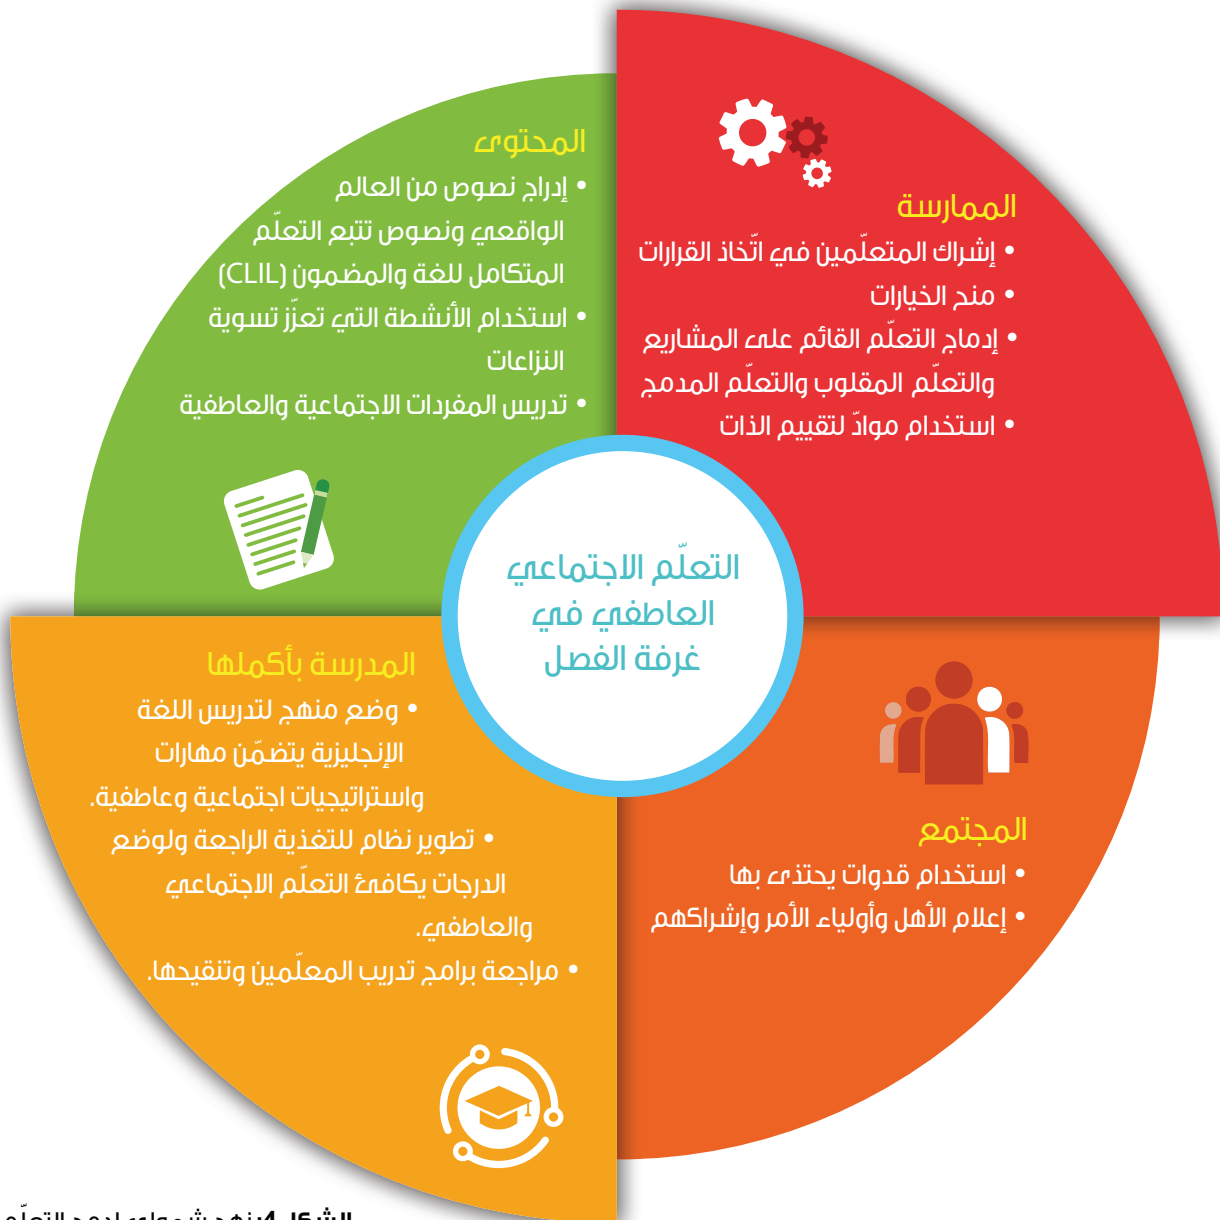 الممارسة
• إشراك المتعلّمين في اتّخاذ القرارات
• منح الخيارات
• إدماج التعلّم القائم على المشاريع
والتعلّم المقلوب والتعلّم المدمج
• استخدام موادّ لتقييم الذات
المحتوى
• إدراج نصوص من العالم
الواقعي ونصوص تتبع التعلّم
المتكامل للغة والمضمون (CLIL)
• استخدام الأنشطة التي تعزّز تسوية
النزاعات
• تدريس المفردات الاجتماعية والعاطفية
التعلّم الاجتماعي
العاطفي في
غرفة الفصل
المجتمع
• استخدام قدوات يحتذى بها
• إعلام الأهل وأولياء الأمر وإشراكهم
المدرسة بأكملها
• وضع منهج لتدريس اللغة
الإنجليزية يتضمّن مهارات
واستراتيجيات اجتماعية وعاطفية.
• تطوير نظام للتغذية الراجعة ولوضع
الدرجات يكافئ التعلّم الاجتماعي
والعاطفي.
• مراجعة برامج تدريب المعلّمين وتنقيحها.